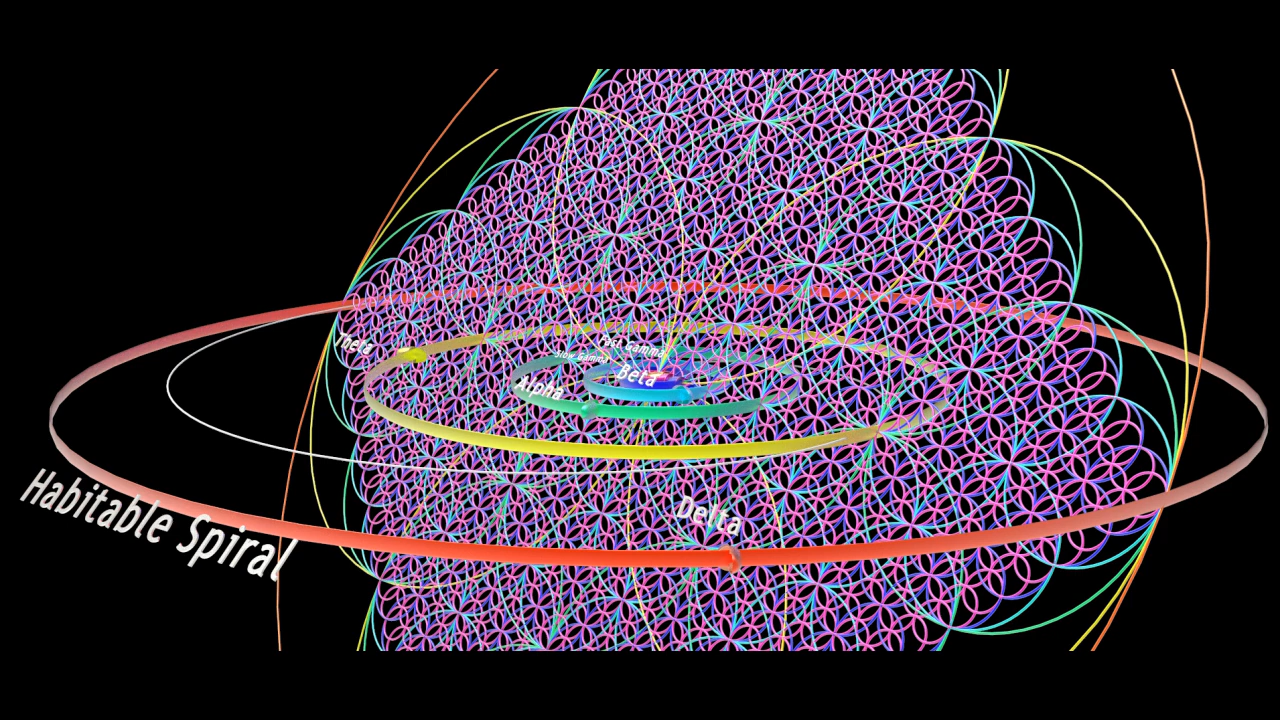 Fast Gamma
Theta
Slow Gamma
Beta
Alpha
Delta
Habitable Spiral